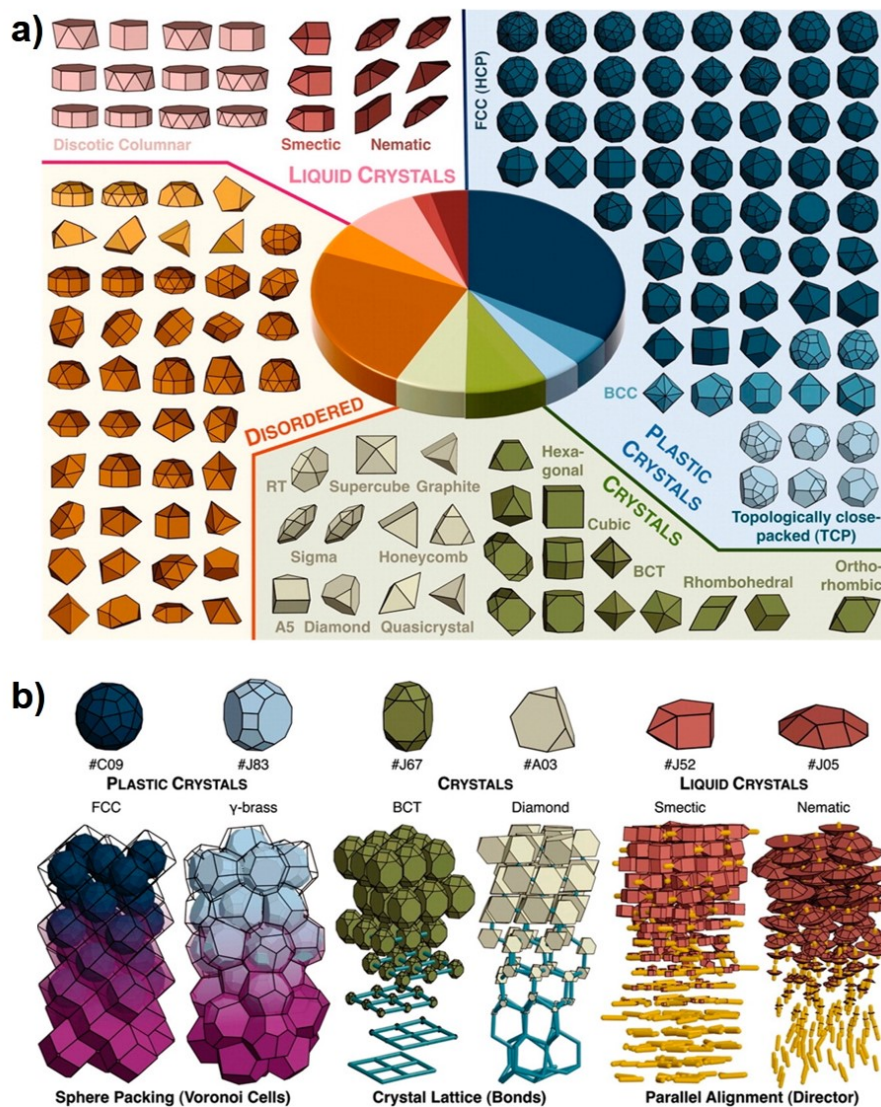 a)
Discotic Columnar
Smectic
Nematic
LIQUID CRYSTALS
FCC (HCP)
BCC
PLASTIC
CRYSTALS
Topologically close-
packed (TCP)
DISORDERED
CRYSTALS
RT
Supercube
Graphite
Hexa-
gonal
Cubic
Sigma
Honeycomb
BCT
Rhombohedral
Ortho-
rhombic
A5
Diamond
Quasicrystal
b)
#C09
#J83
#J67
#A03
#J52
#J05
PLASTIC CRYSTALS
CRYSTALS
LIQUID CRYSTALS
FCC
γ-brass
BCT
Diamond
Smectic
Nematic
Sphere Packing (Voronoi Cells)
Crystal Lattice (Bonds)
Parallel Alignment (Director)